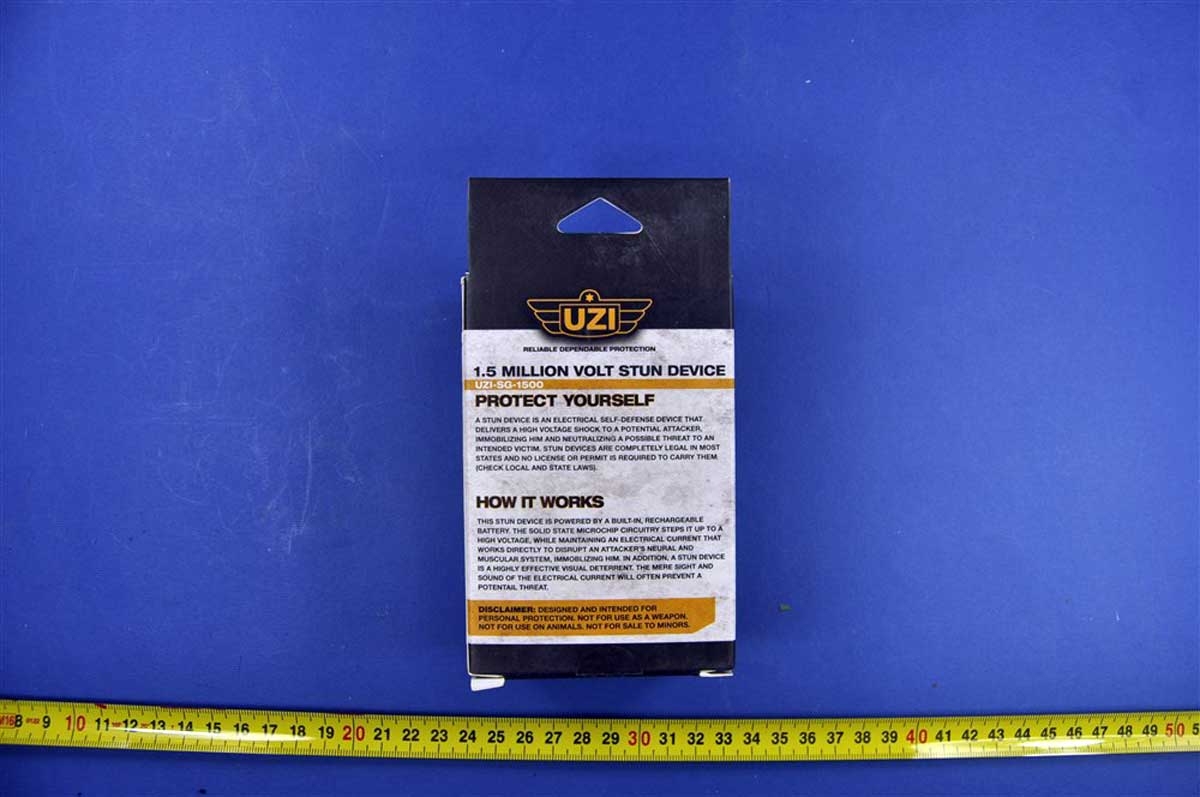 UZI
RELIABLE DEPENDABLE PROTECTION
1.5 MILLION VOLT STUN DEVICE
UZI-SG-1500
PROTECT YOURSELF
A STUN DEVICE IS AN ELECTRICAL SELF-DEFENSE DEVICE THAT
DELIVERS A HIGH VOLTAGE SHOCK TO A POTENTIAL ATTACKER,
IMMOBILIZING HIM AND NEUTRALIZING A POSSIBLE THREAT TO AN
INTENDED VICTIM. STUN DEVICES ARE COMPLETELY LEGAL IN MOST
STATES AND NO LICENSE OR PERMIT IS REQUIRED TO CARRY THEM
(CHECK LOCAL AND STATE LAWS).
HOW IT WORKS
THIS STUN DEVICE IS POWERED BY A BUILT-IN, RECHARGEABLE
BATTERY. THE SOLID STATE MICROCHIP CIRCUITRY STEPS IT UP TO A
HIGH VOLTAGE, WHILE MAINTAINING AN ELECTRICAL CURRENT THAT
WORKS DIRECTLY TO DISRUPT AN ATTACKER'S NEURAL AND
MUSCULAR SYSTEM, IMMOBLIZING HIM. IN ADDITION, A STUN DEVICE
IS A HIGHLY EFFECTIVE VISUAL DETERRENT. THE MERE SIGHT AND
SOUND OF THE ELECTRICAL CURRENT WILL OFTEN PREVENT A
POTENTAIL THREAT.
DISCLAIMER: DESIGNED AND INTENDED FOR
PERSONAL PROTECTION. NOT FOR USE AS A WEAPON.
NOT FOR USE ON ANIMALS. NOT FOR SALE TO MINORS.
8 9 10 11 12 13 14 15 16 17 18 19 20 21 22 23 24 25 26 27 28 29 30 31 32 33 34 35 36 37 38 39 40 41 42 43 44 45 46 47 48 49 50